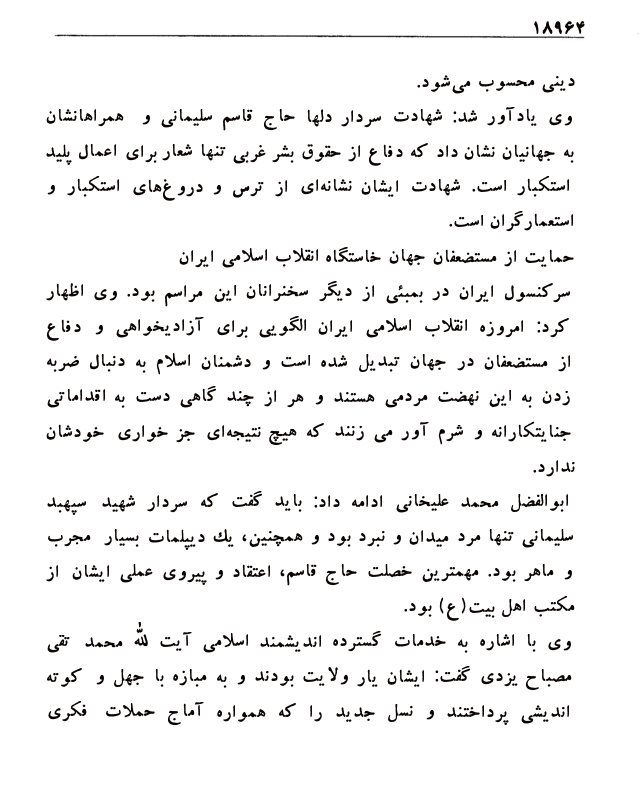 ۱۸۹۶۴
دینی محسوب می‌شود.
وی یادآور شد: شهادت سردار دلها حاج قاسم سلیمانی و همراهانشان
به جهانیان نشان داد که دفاع از حقوق بشر غربی تنها شعار برای اعمال پلید
استکبار است. شهادت ایشان نشانه‌ای از ترس و دروغ‌های استکبار و
استعمارگران است.
حمایت از مستضعفان جهان خاستگاه انقلاب اسلامی ایران
سرکنسول ایران در بمبئی از دیگر سخنرانان این مراسم بود. وی اظهار
کرد: امروزه انقلاب اسلامی ایران الگویی برای آزادیخواهی و دفاع
از مستضعفان در جهان تبدیل شده است و دشمنان اسلام به دنبال ضربه
زدن به این نهضت مردمی هستند و هر از چند گاهی دست به اقداماتی
جنایتکارانه و شرم آور می زنند که هیچ نتیجه‌ای جز خواری خودشان
ندارد.
ابوالفضل محمد علیخانی ادامه داد: باید گفت که سردار شهید سپهبد
سلیمانی تنها مرد میدان و نبرد بود و همچنین، یك دیپلمات بسیار مجرب
و ماهر بود. مهمترین خصلت حاج قاسم، اعتقاد و پیروی عملی ایشان از
مکتب اهل بیت(ع) بود.
وی با اشاره به خدمات گسترده اندیشمند اسلامی آیت لله محمد تقی
مصباح یزدی گفت: ایشان یار ولایت بودند و به مبازه با جهل و کوته
اندیشی پرداختند و نسل جدید را که همواره آماج حملات فکری